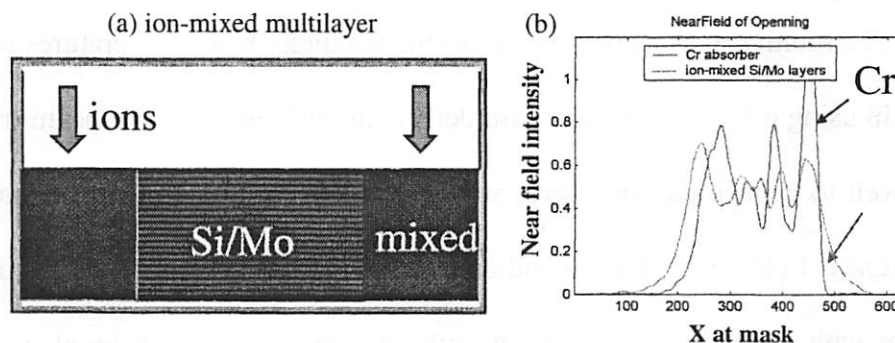 (a) ion-mixed multilayer
ions
Si/Mo
mixed
(b)
NearField of Openning
Cr absorber
ion-mixed Si/Mo layers
Cr
Near field intensity
1
0.8
0.6
0.4
0.2
0
100 200 300 400 500 600
X at mask